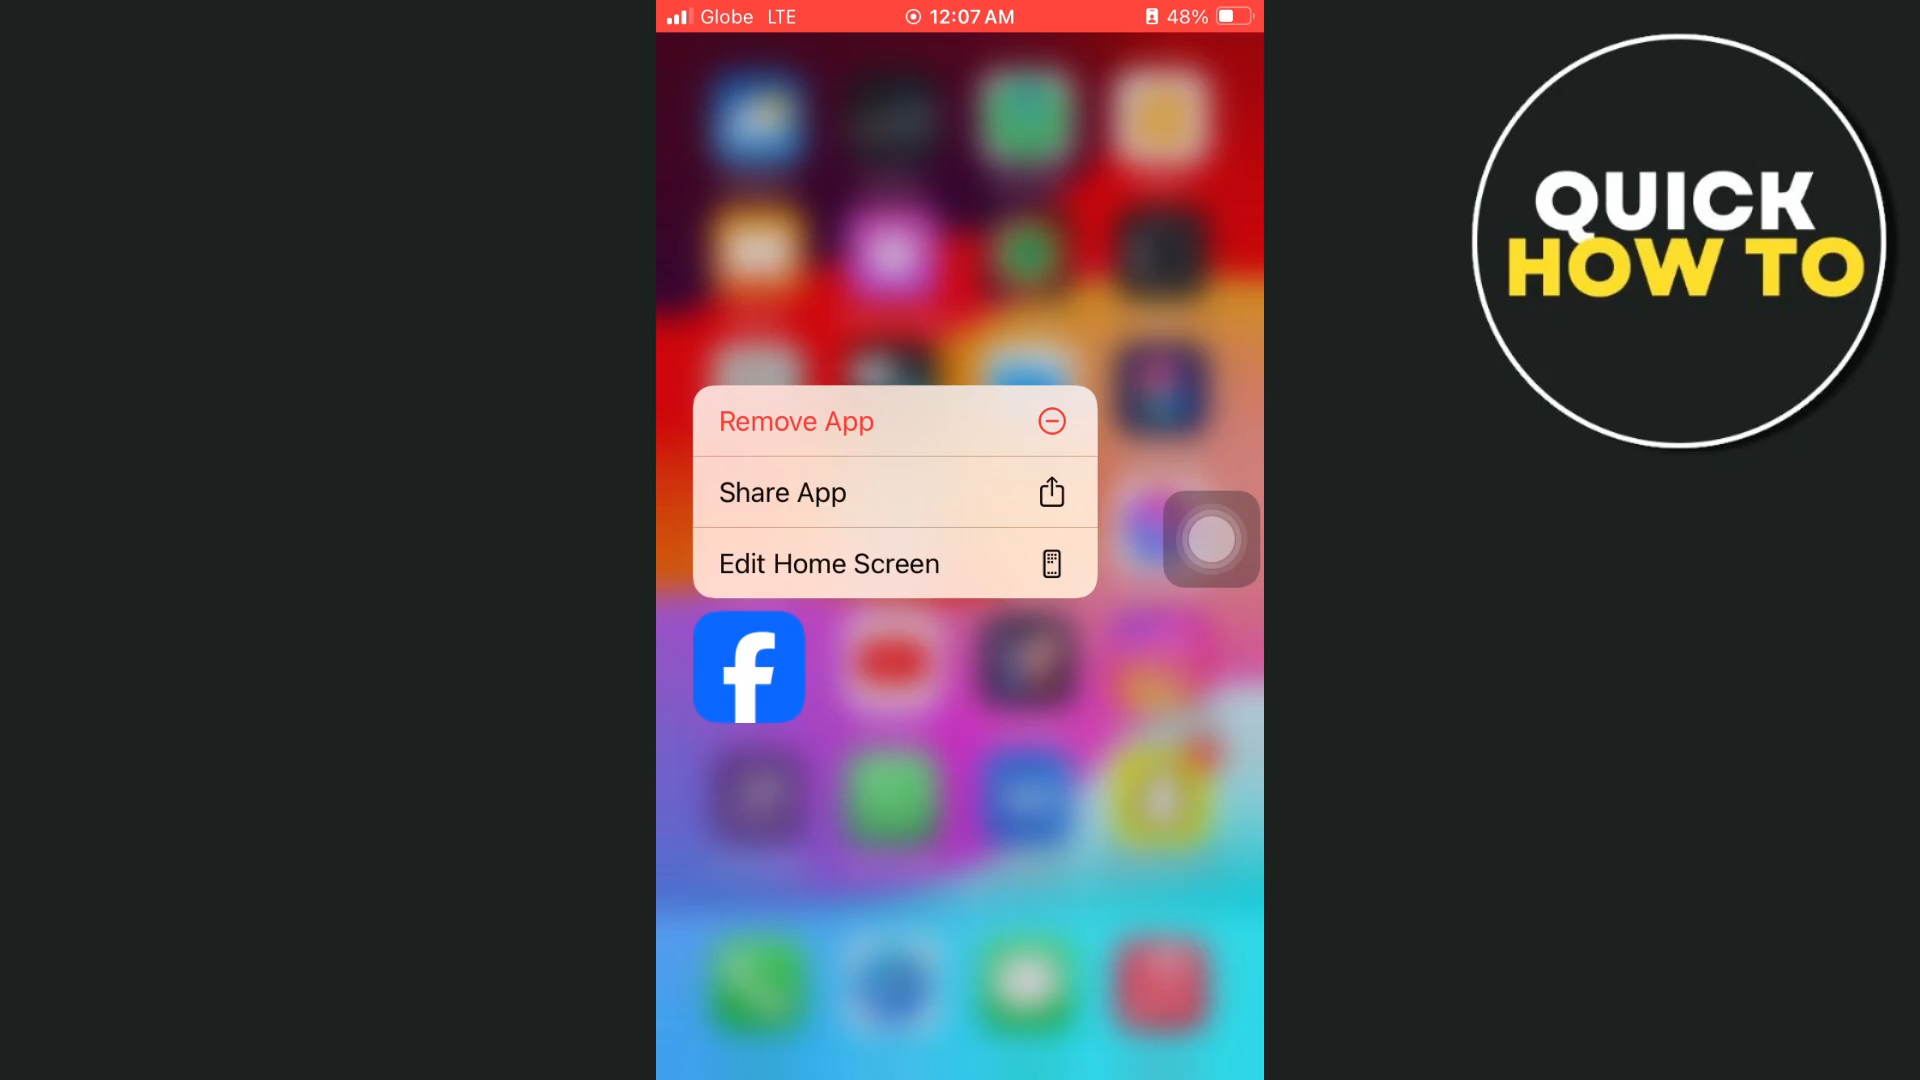 Globe LTE 12:07 AM 48%
QUICK
HOW TO
Remove App
Share App
Edit Home Screen